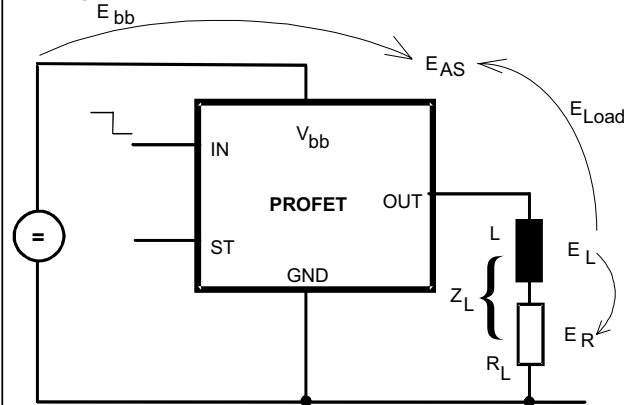 E bb
E AS
E Load
V bb
IN
PROFET
OUT
ST
L
E L
GND
Z L
{
E R
R L
=